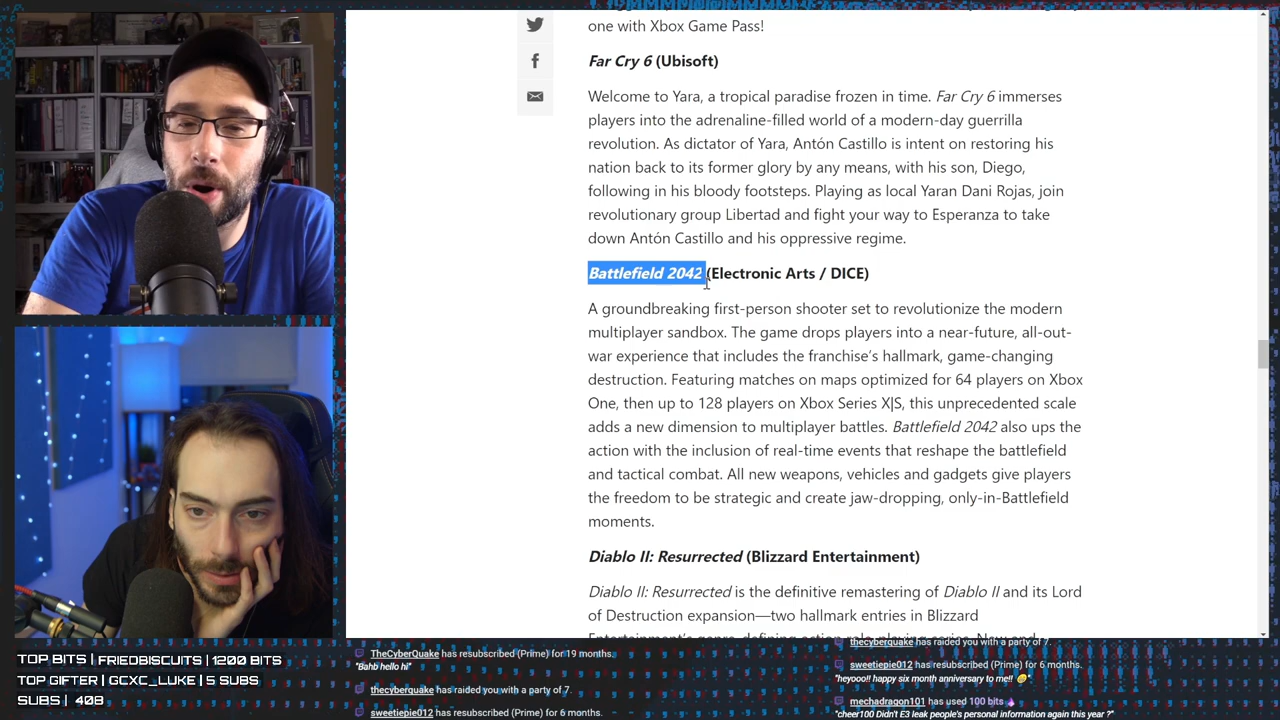 one with Xbox Game Pass!
Far Cry 6 (Ubisoft)
Welcome to Yara, a tropical paradise frozen in time. Far Cry 6 immerses
players into the adrenaline-filled world of a modern-day guerrilla
revolution. As dictator of Yara, Antón Castillo is intent on restoring his
nation back to its former glory by any means, with his son, Diego,
following in his bloody footsteps. Playing as local Yaran Dani Rojas, join
revolutionary group Libertad and fight your way to Esperanza to take
down Antón Castillo and his oppressive regime.
Battlefield 2042 (Electronic Arts / DICE)
A groundbreaking first-person shooter set to revolutionize the modern
multiplayer sandbox. The game drops players into a near-future, all-out-
war experience that includes the franchise's hallmark, game-changing
destruction. Featuring matches on maps optimized for 64 players on Xbox
One, then up to 128 players on Xbox Series X|S, this unprecedented scale
adds a new dimension to multiplayer battles. Battlefield 2042 also ups the
action with the inclusion of real-time events that reshape the battlefield
and tactical combat. All new weapons, vehicles and gadgets give players
the freedom to be strategic and create jaw-dropping, only-in-Battlefield
moments.
Diablo II: Resurrected (Blizzard Entertainment)
Diablo II: Resurrected is the definitive remastering of Diablo II and its Lord
of Destruction expansion—two hallmark entries in Blizzard
TOP BITS | FRIEDBISCUITS | 1200 BITS
TOP GIFTER | GCXC_LUKE | 5 SUBS
SUBS | 408
TheCyberQuake has resubscribed (Prime) for 19 months.
"Bahb hello hi"
thecyberquake has raided you with a party of 7.
sweetiepie012 has resubscribed (Prime) for 6 months.
thecyberquake has raided you with a party of 7.
sweetiepie012 has resubscribed (Prime) for 6 months.
"heyooo!! happy six month anniversary to me!!
mechadragon101 has used 100 bits
"cheer100 Didn't E3 leak people's personal information again this year ?"